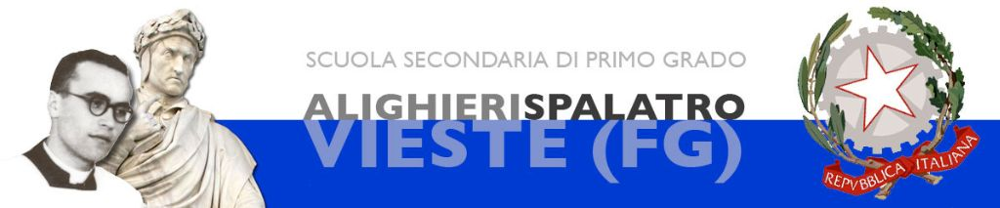 SCUOLA SECONDARIA DI PRIMO GRADO
ALIGHIERISPALATRO
VIESTE (FG)
REPVBBLICA ITALIANA